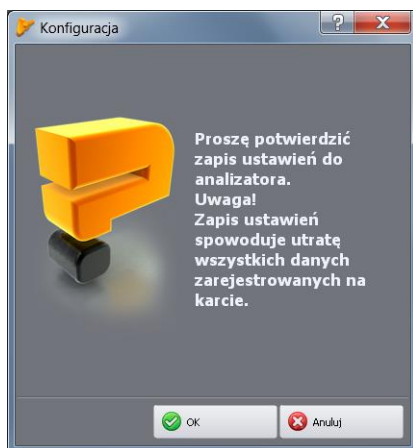 Konfiguracja
Proszę potwierdzić
zapis ustawień do
analizatora.
Uwaga!
Zapis ustawień
spowoduje utratę
wszystkich danych
zarejestrowanych na
karcie.
OK
Anuluj